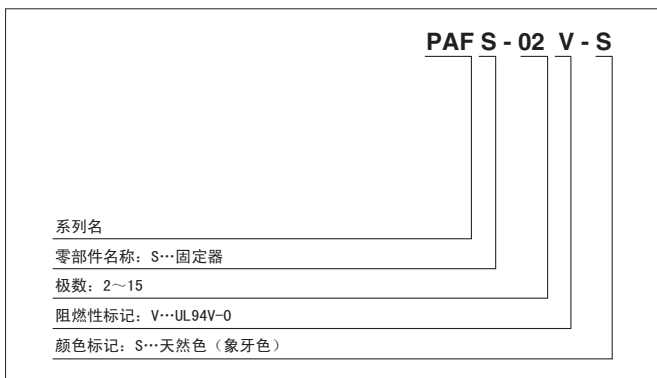 PAF S - 02 V - S
系列名
零部件名称：S…固定器
极数：2～15
阻燃性标记：V…UL94V-0
颜色标记：S…天然色（象牙色）